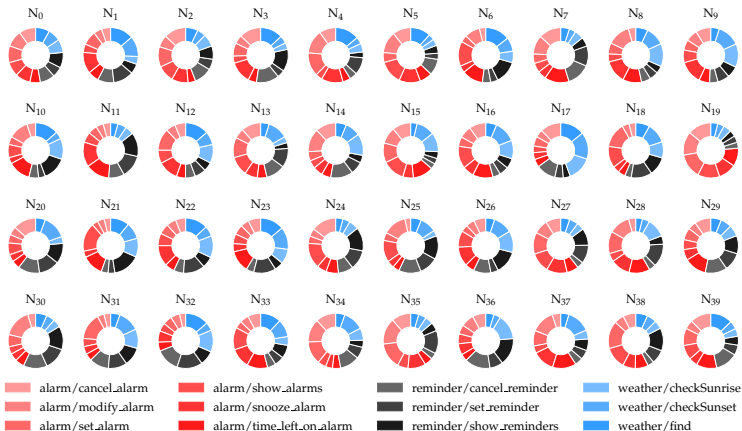 N0 N1 N2 N3 N4 N5 N6 N7 N8 N9
N10 N11 N12 N13 N14 N15 N16 N17 N18 N19
N20 N21 N22 N23 N24 N25 N26 N27 N28 N29
N30 N31 N32 N33 N34 N35 N36 N37 N38 N39
alarm/cancel_alarm alarm/show_alarms reminder/cancel_reminder weather/checkSunrise
alarm/modify_alarm alarm/snooze_alarm reminder/set_reminder weather/checkSunset
alarm/set_alarm alarm/time_left_on_alarm reminder/show_reminders weather/find